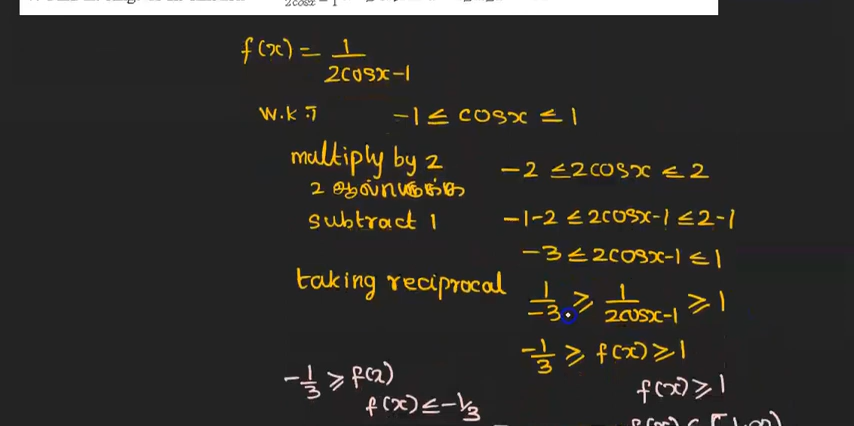 f(x) = 1/(2cosx-1)
W.K.T -1 ≤ cosx ≤ 1
multiply by 2 -2 ≤ 2cosx ≤ 2
2
subtract 1 -1-2 ≤ 2cosx-1 ≤ 2-1
-3 ≤ 2cosx-1 ≤ 1
taking reciprocal 1/-3 ≥ 1/(2cosx-1) ≥ 1
-1/3 ≥ f(x) ≥ 1
-1/3 ≥ f(x) f(x) ≥ 1
f(x) ≤ -1/3